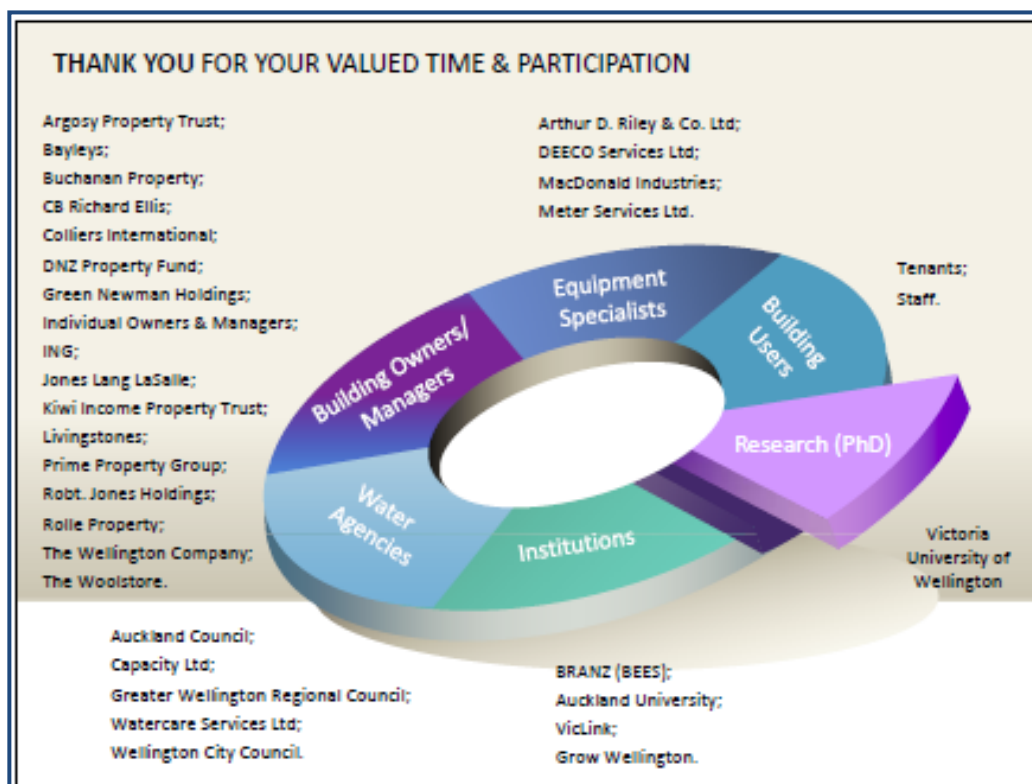 THANK YOU FOR YOUR VALUED TIME & PARTICIPATION
Argosy Property Trust;
Bayleys;
Buchanan Property;
CB Richard Ellis;
Colliers International;
DNZ Property Fund;
Green Newman Holdings;
Individual Owners & Managers;
ING;
Jones Lang LaSalle;
Kiwi Income Property Trust;
Livingstones;
Prime Property Group;
Robt. Jones Holdings;
Rolle Property;
The Wellington Company;
The Woolstore.
Arthur D. Riley & Co. Ltd;
DEECO Services Ltd;
MacDonald Industries;
Meter Services Ltd.
Tenants;
Staff.
Equipment
Specialists
Building
Users
Building Owners/
Managers
Research (PhD)
Water
Agencies
Institutions
Victoria
University of
Wellington
Auckland Council;
Capacity Ltd;
Greater Wellington Regional Council;
Watercare Services Ltd;
Wellington City Council.
BRANZ (BEES);
Auckland University;
VicLink;
Grow Wellington.